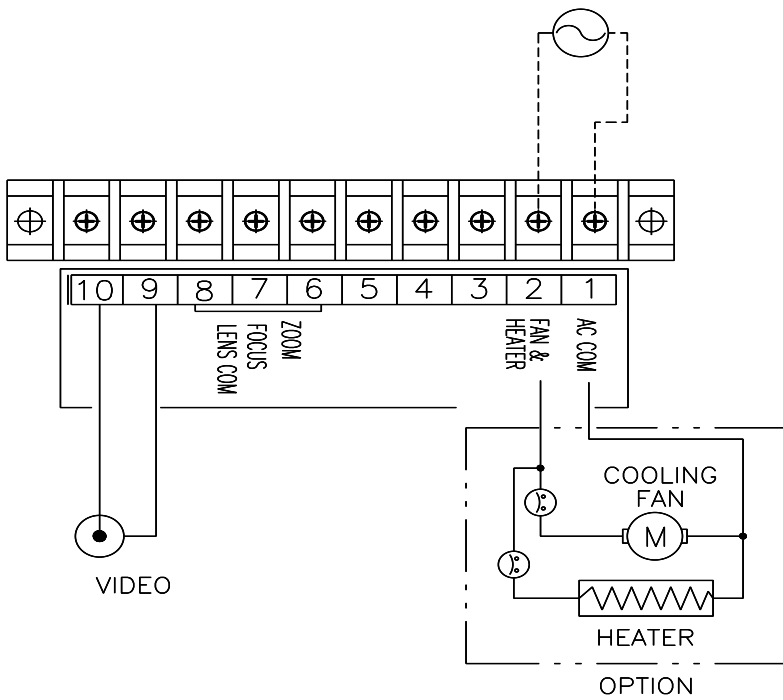 10 9 8 7 6 5 4 3 2 1
LENS COM
FOCUS
ZOOM
FAN &
HEATER
AC COM
COOLING
FAN
M
VIDEO
HEATER
OPTION